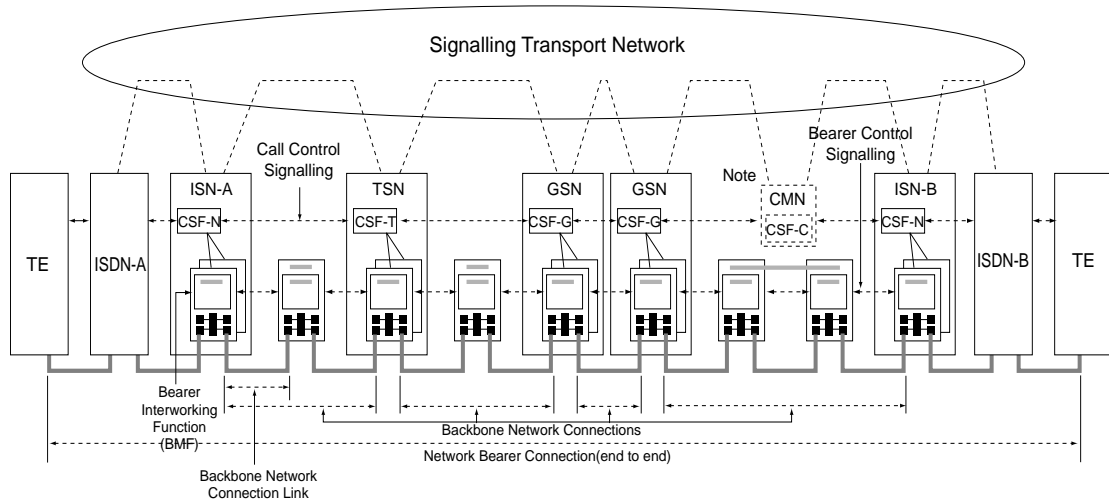 Signalling Transport Network
Call Control
Signalling
Bearer Control
Signalling
ISN-A
TSN
GSN
GSN
Note
CMN
ISN-B
CSF-N
CSF-T
CSF-G
CSF-G
CSF-C
CSF-N
TE
ISDN-A
ISDN-B
TE
Bearer
Interworking
Function
(BMF)
Backbone Network Connections
Network Bearer Connection(end to end)
Backbone Network
Connection Link